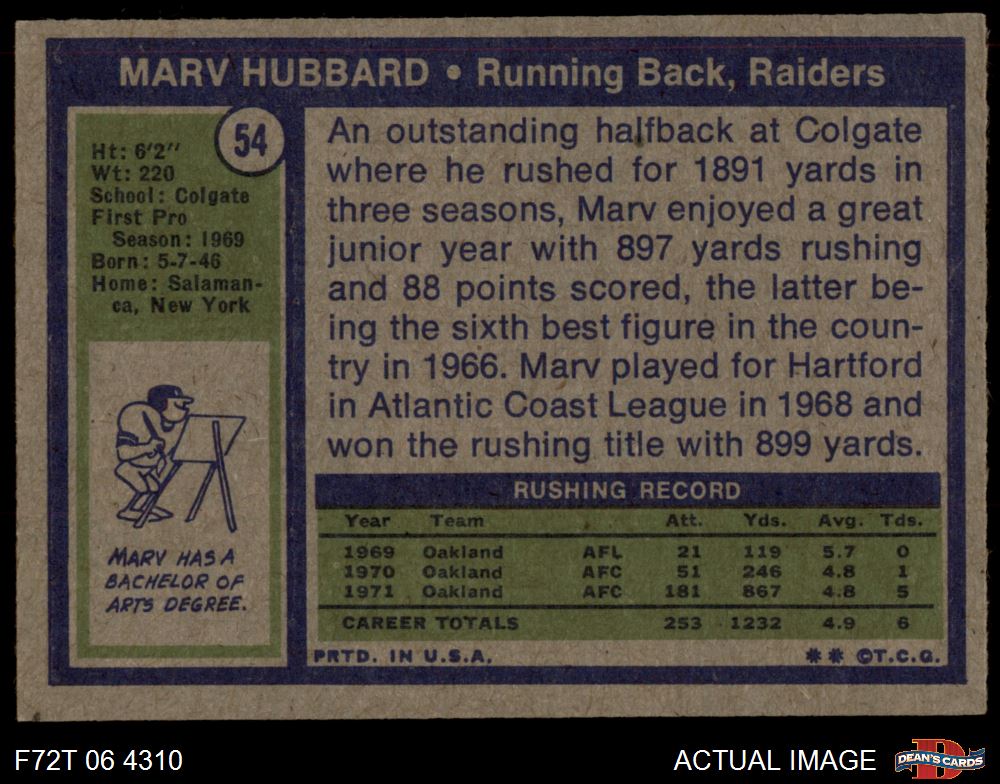 MARV HUBBARD • Running Back, Raiders
54
Ht: 6'2''
Wt: 220
School: Colgate
First Pro
Season: 1969
Born: 5-7-46
Home: Salaman-
ca, New York
MARV HAS A
BACHELOR OF
ARTS DEGREE.
An outstanding halfback at Colgate
where he rushed for 1891 yards in
three seasons, Marv enjoyed a great
junior year with 897 yards rushing
and 88 points scored, the latter be-
ing the sixth best figure in the coun-
try in 1966. Marv played for Hartford
in Atlantic Coast League in 1968 and
won the rushing title with 899 yards.
RUSHING RECORD
Year Team Att. Yds. Avg. Tds.
1969 Oakland AFL 21 119 5.7 0
1970 Oakland AFC 51 246 4.8 1
1971 Oakland AFC 181 867 4.8 5
CAREER TOTALS 253 1232 4.9 6
PRTD. IN U.S.A. ** ©T.C.G.
F72T 06 4310 ACTUAL IMAGE
D
DEAN'S CARDS